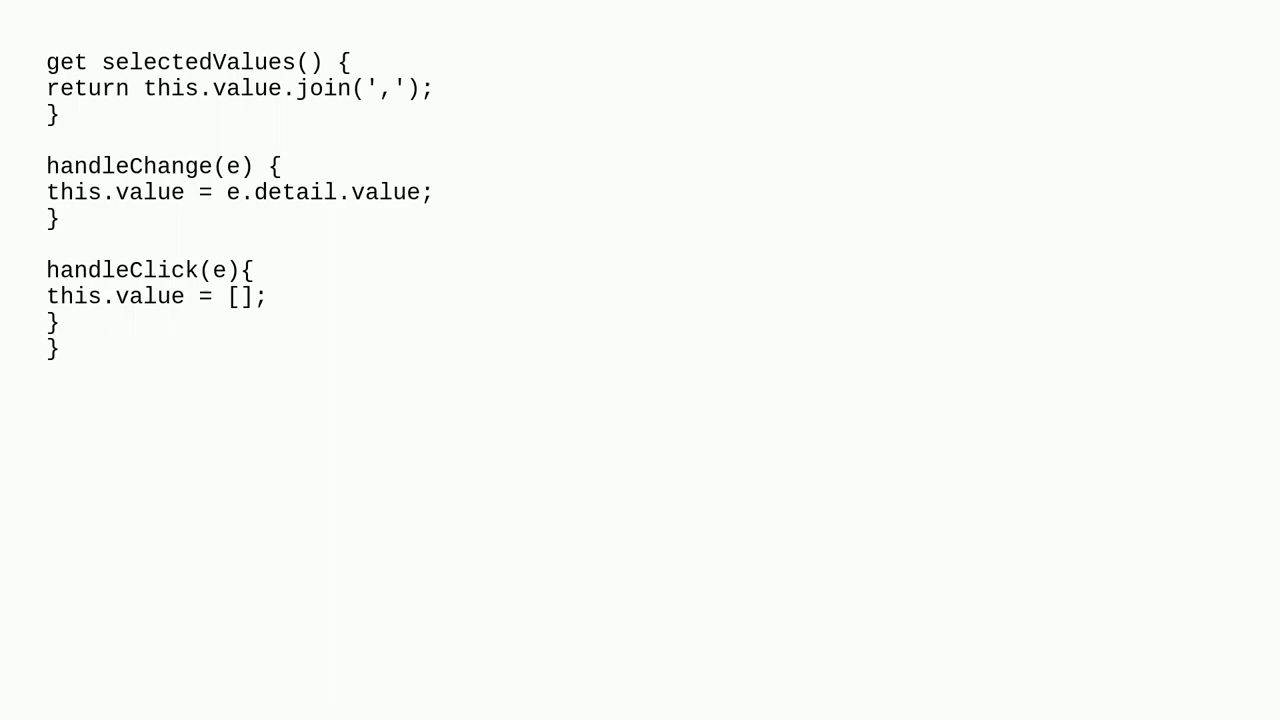 get selectedValues() {
return this.value.join(',');
}

handleChange(e) {
this.value = e.detail.value;
}

handleClick(e){
this.value = [];
}
}